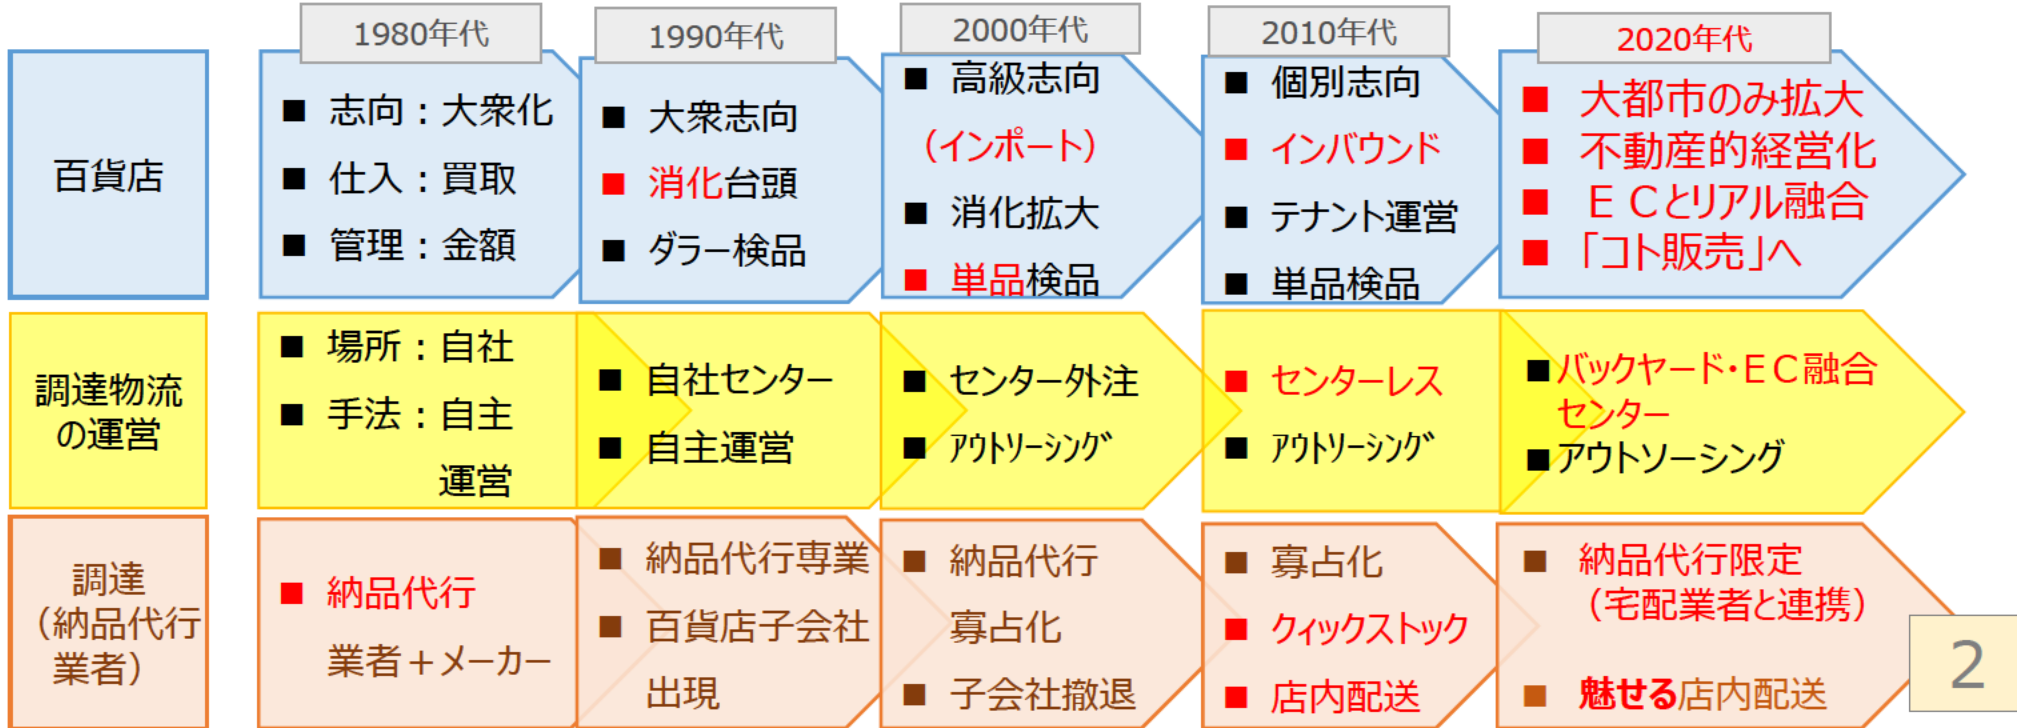 1980年代
1990年代
2000年代
2010年代
2020年代
百貨店
■ 志向：大衆化
■ 仕入：買取
■ 管理：金額
■ 大衆志向
■ 消化台頭
■ ダラー検品
■ 高級志向
（インポート）
■ 消化拡大
■ 単品検品
■ 個別志向
■ インバウンド
■ テナント運営
■ 単品検品
■ 大都市のみ拡大
■ 不動産的経営化
■ ＥＣとリアル融合
■ 「コト販売」へ
調達物流
の運営
■ 場所：自社
■ 手法：自主
運営
■ 自社センター
■ 自主運営
■ センター外注
■ ｱｳﾄｿｰｼﾝｸﾞ
■ センターレス
■ ｱｳﾄｿｰｼﾝｸﾞ
■バックヤード・ＥＣ融合
センター
■アウトソーシング
調達
（納品代行
業者）
■ 納品代行
業者＋メーカー
■ 納品代行専業
■ 百貨店子会社
出現
■ 納品代行
寡占化
■ 子会社撤退
■ 寡占化
■ クィックストック
■ 店内配送
■ 納品代行限定
（宅配業者と連携）
■ 魅せる店内配送
2